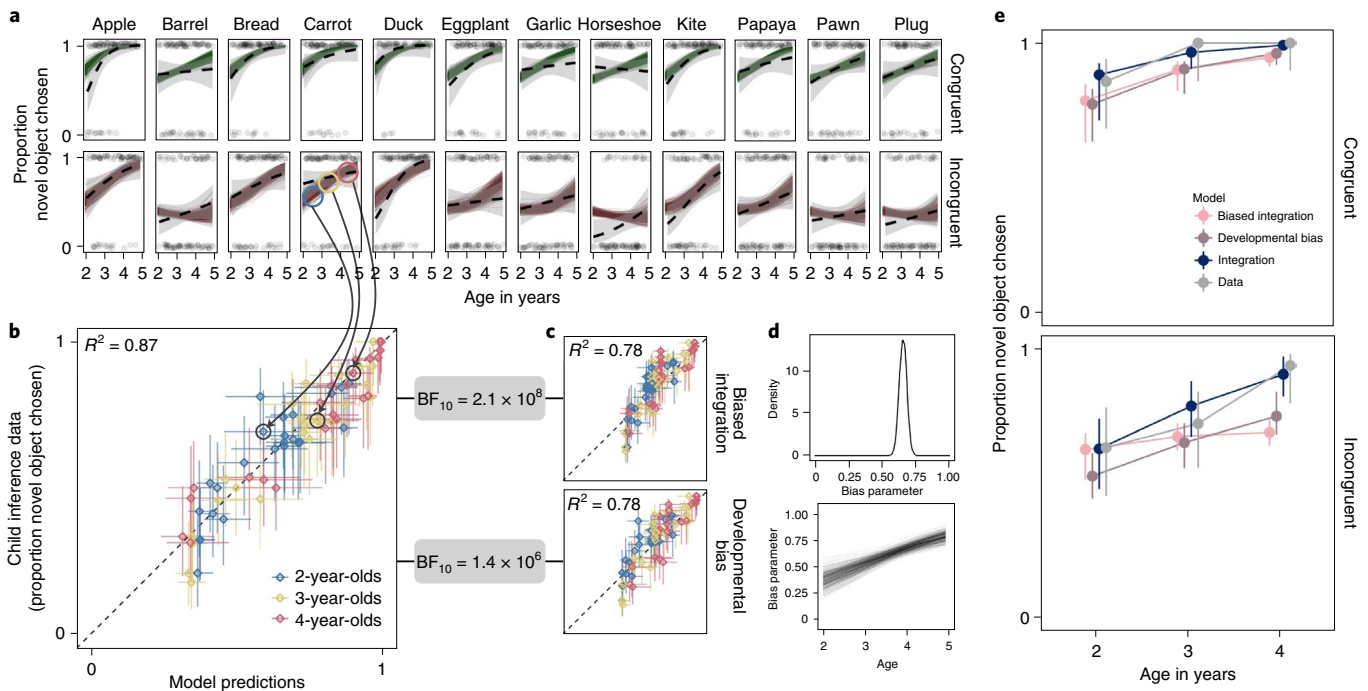 a
Apple Barrel Bread Carrot Duck Eggplant Garlic Horseshoe Kite Papaya Pawn Plug
Proportion
novel object chosen
1
0
Congruent
1
0
Incongruent
2 3 4 5 2 3 4 5 2 3 4 5 2 3 4 5 2 3 4 5 2 3 4 5 2 3 4 5 2 3 4 5 2 3 4 5 2 3 4 5 2 3 4 5 2 3 4 5
Age in years
b
R² = 0.87
Child inference data
(proportion novel object chosen)
1
0
2-year-olds
3-year-olds
4-year-olds
0 1
Model predictions
BF₁₀ = 2.1 × 10⁸
BF₁₀ = 1.4 × 10⁶
c
R² = 0.78
Biased
integration
R² = 0.78
Developmental
bias
d
Density
10
5
0
0 0.25 0.50 0.75 1.00
Bias parameter
Bias parameter
1.00
0.75
0.50
0.25
0
2 3 4 5
Age
e
Proportion novel object chosen
1
0
Congruent
Model
Biased integration
Developmental bias
Integration
Data
1
0
Incongruent
2 3 4
Age in years